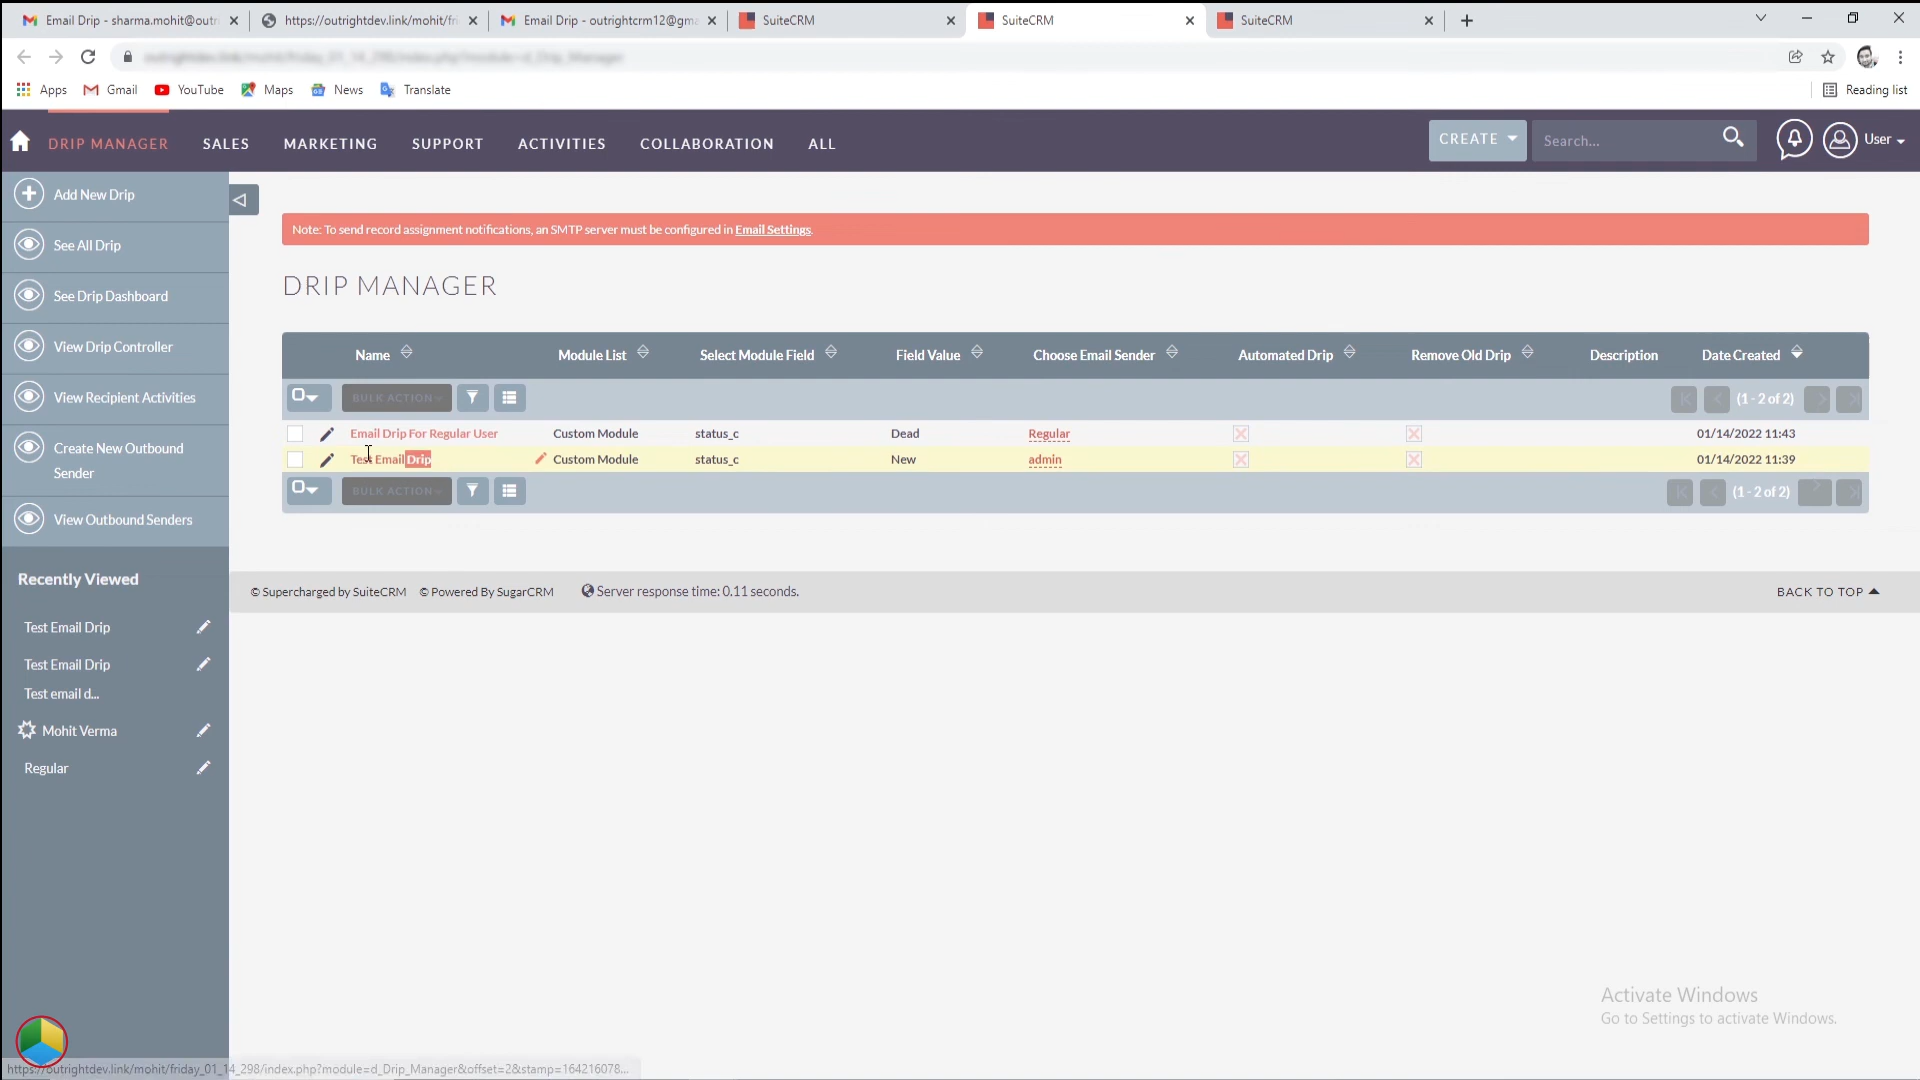 Email Drip - sharma.mohit@outri
https://outrightdev.link/mohit/fri
Email Drip - outrightcrm12@gma
SuiteCRM
SuiteCRM
SuiteCRM
Apps
Gmail
YouTube
Maps
News
Translate
Reading list
DRIP MANAGER
SALES
MARKETING
SUPPORT
ACTIVITIES
COLLABORATION
ALL
CREATE
Search...
User
Add New Drip
See All Drip
See Drip Dashboard
View Drip Controller
View Recipient Activities
Create New Outbound
Sender
View Outbound Senders
Recently Viewed
Test Email Drip
Test Email Drip
Test email d...
Mohit Verma
Regular
Note: To send record assignment notifications, an SMTP server must be configured in Email Settings.
DRIP MANAGER
Name Module List Select Module Field Field Value Choose Email Sender Automated Drip Remove Old Drip Description Date Created
BULK ACTION (1 - 2 of 2)
Email Drip For Regular User Custom Module status_c Dead Regular 01/14/2022 11:43
Test Email Drip Custom Module status_c New admin 01/14/2022 11:39
BULK ACTION (1 - 2 of 2)
© Supercharged by SuiteCRM © Powered By SugarCRM Server response time: 0.11 seconds. BACK TO TOP
Activate Windows
Go to Settings to activate Windows.
https://outrightdev.link/mohit/friday_01_14_298/index.php?module=d_Drip_Manager&offset=2&stamp=164216078...